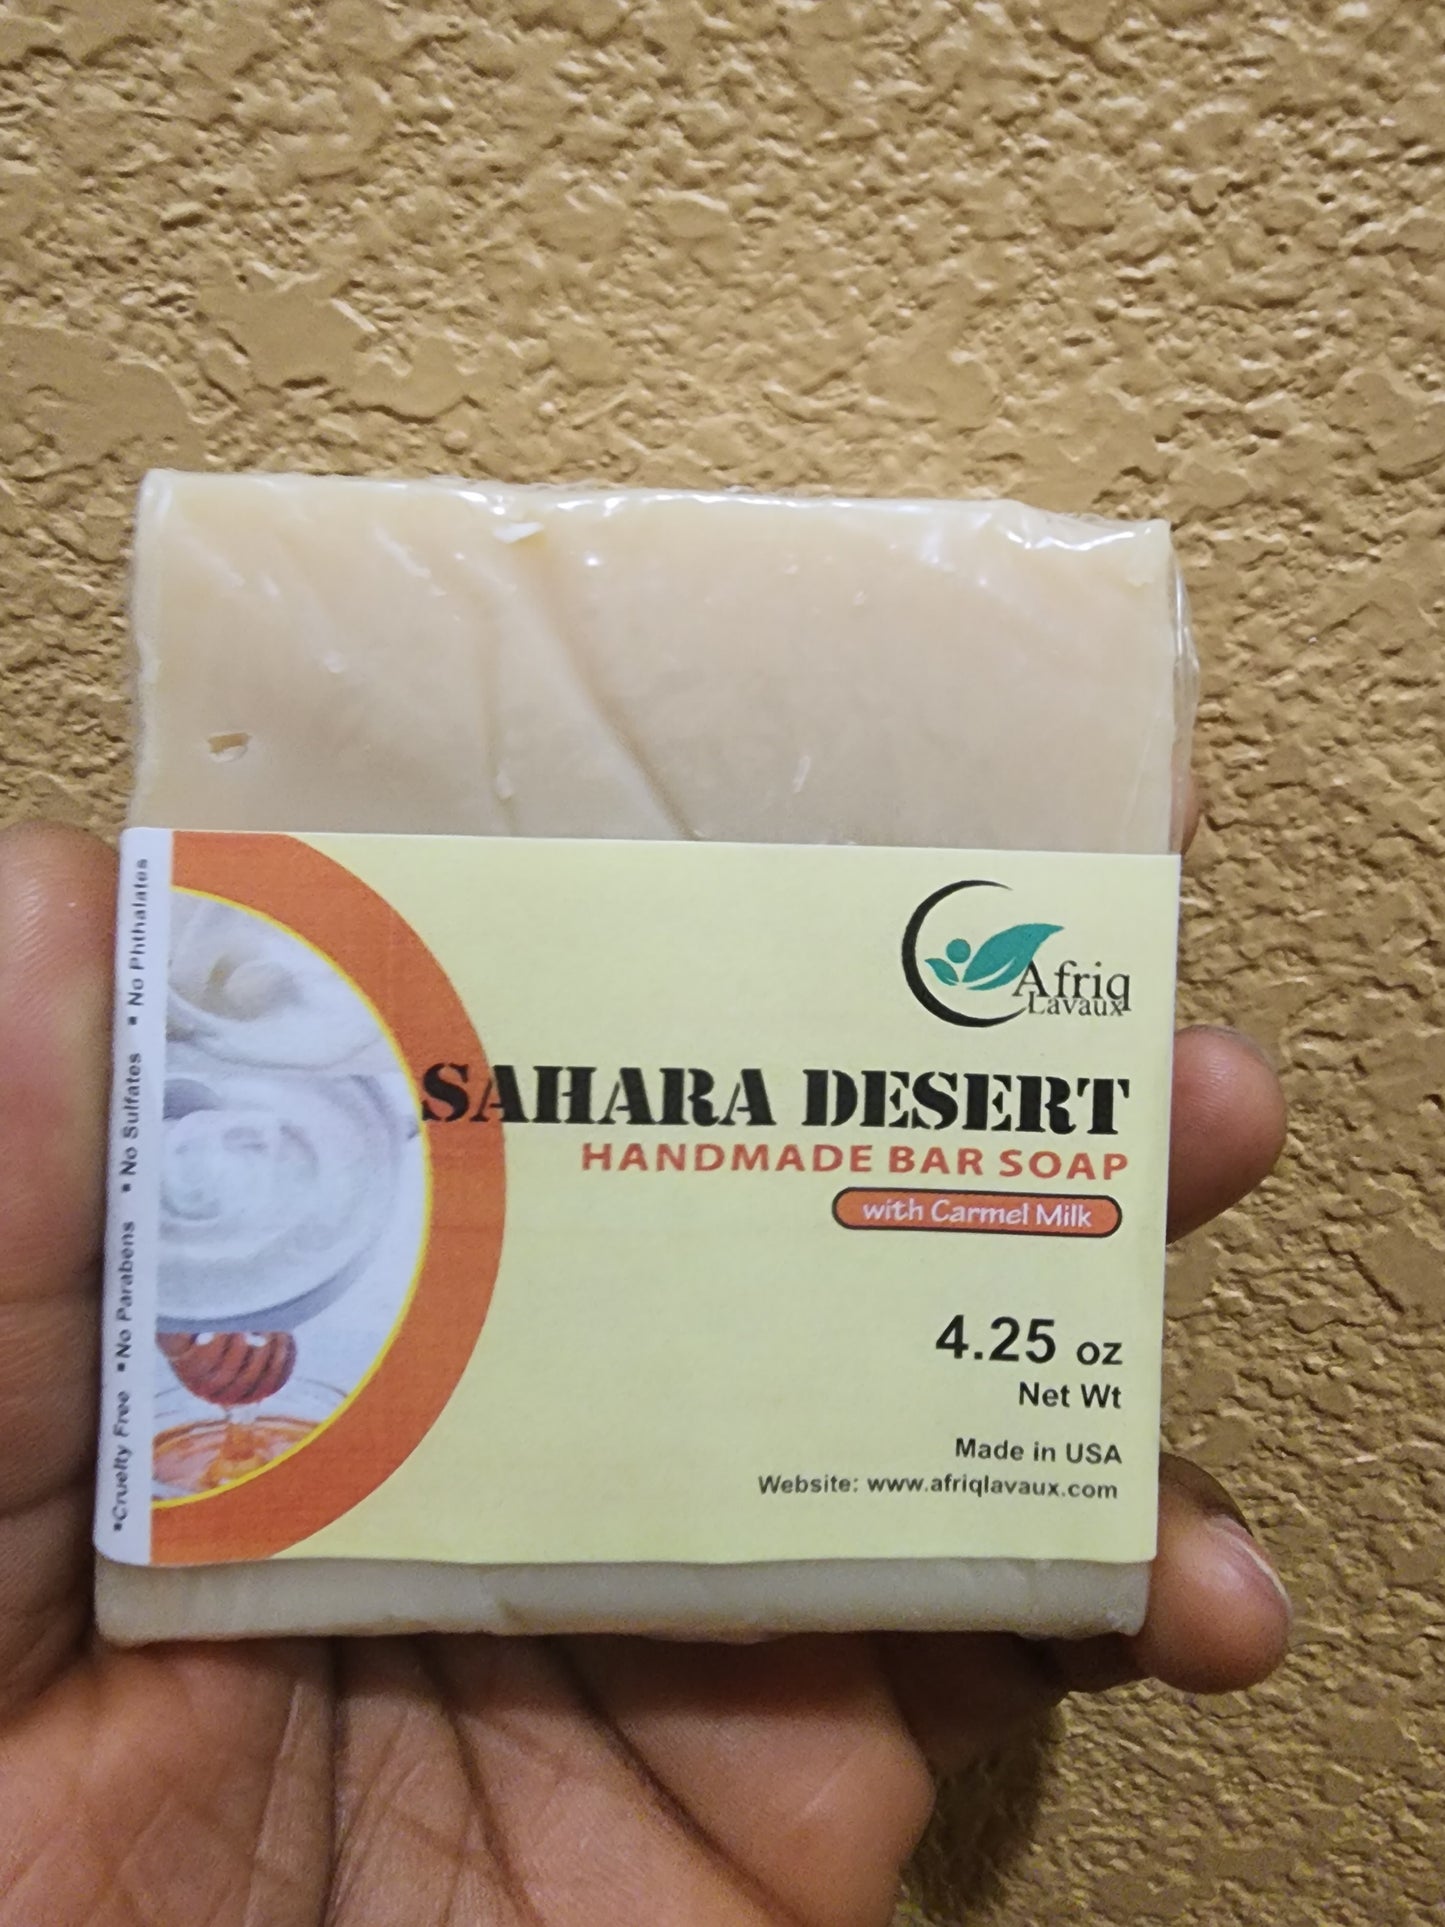 Afriq
Lavaux
SAHARA DESERT
HANDMADE BAR SOAP
with Carmel Milk
4.25 oz
Net Wt
Made in USA
Website: www.afriqlavaux.com
*Cruelty Free *No Parabens * No Sulfates * No Phthalates